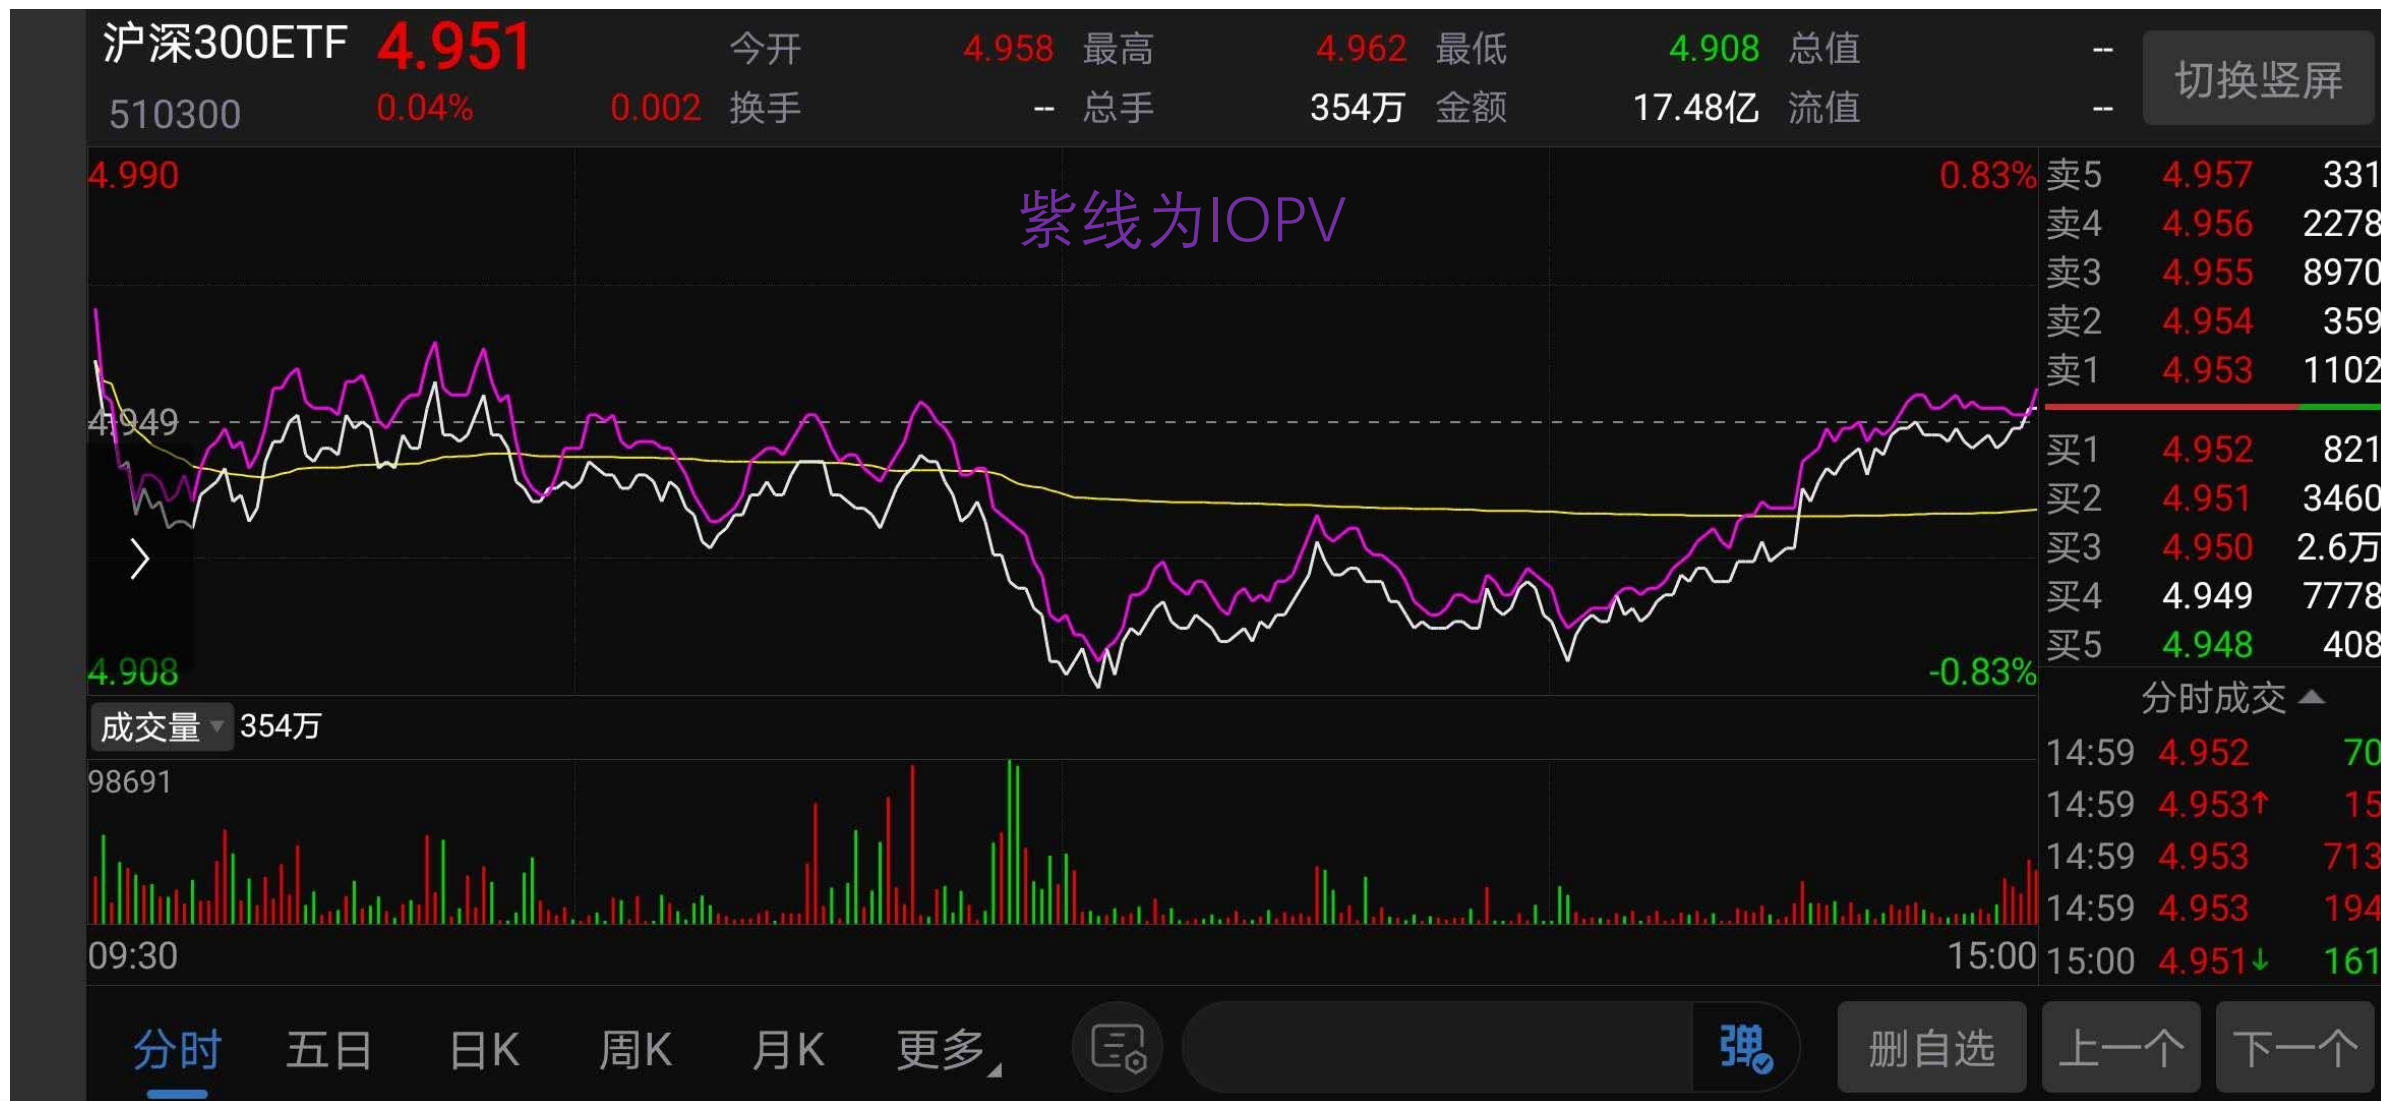 沪深300ETF 4.951 今开 4.958 最高 4.962 最低 4.908 总值 -- 切换竖屏
510300 0.04% 0.002 换手 -- 总手 354万 金额 17.48亿 流值 --
4.990 紫线为IOPV 0.83%
4.949
4.908 -0.83%
成交量 354万
98691
09:30 15:00
卖5 4.957 331
卖4 4.956 2278
卖3 4.955 8970
卖2 4.954 359
卖1 4.953 1102
买1 4.952 821
买2 4.951 3460
买3 4.950 2.6万
买4 4.949 7778
买5 4.948 408
分时成交
14:59 4.952 70
14:59 4.953↑ 15
14:59 4.953 713
14:59 4.953 194
15:00 4.951↓ 161
分时 五日 日K 周K 月K 更多 弹 删自选 上一个 下一个